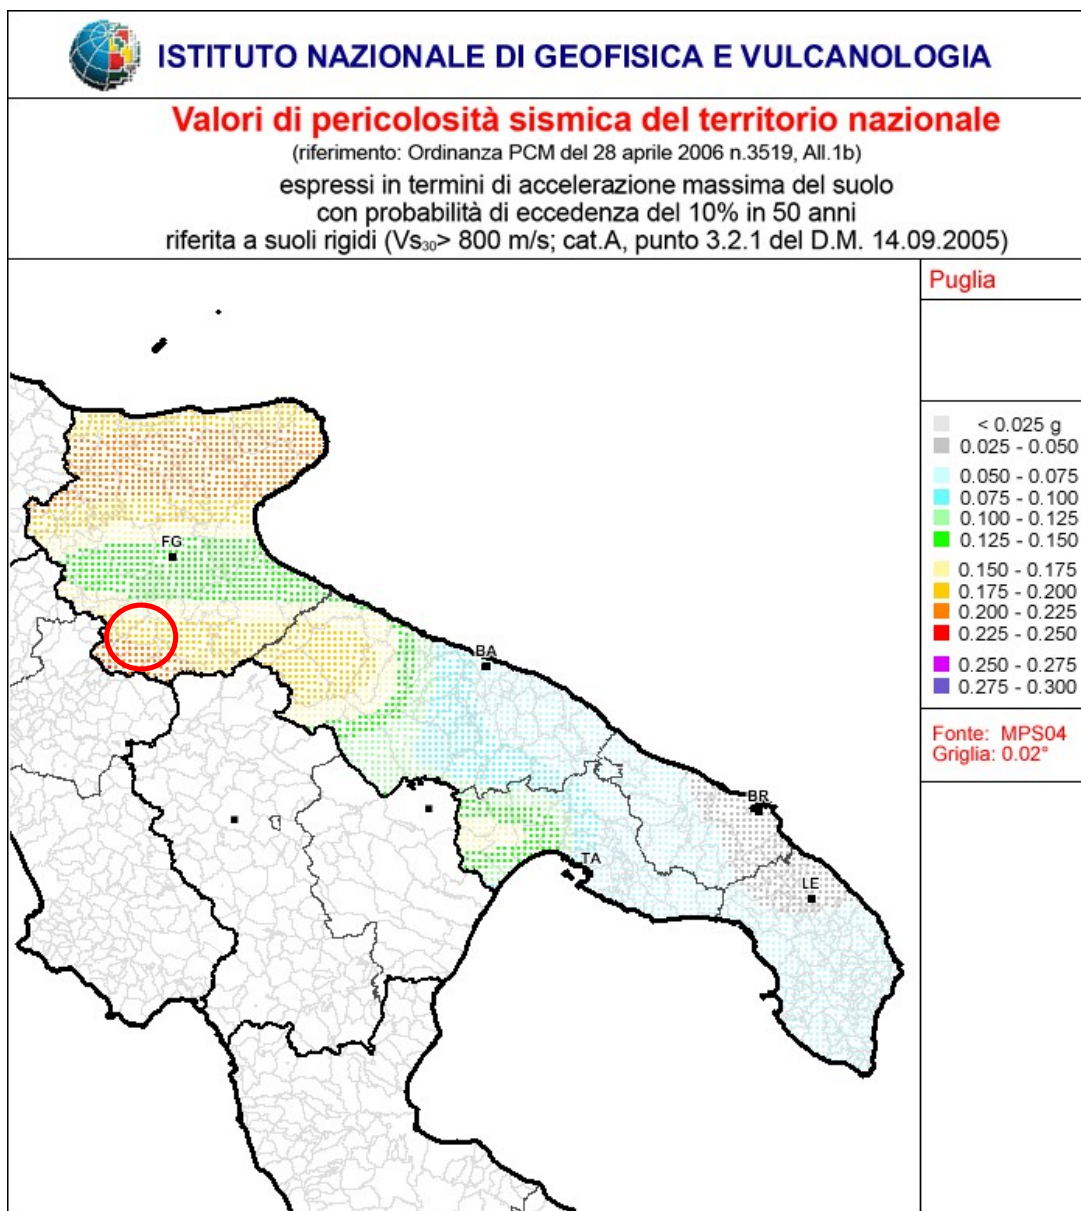 ISTITUTO NAZIONALE DI GEOFISICA E VULCANOLOGIA
Valori di pericolosità sismica del territorio nazionale
(riferimento: Ordinanza PCM del 28 aprile 2006 n.3519, All.1b)
espressi in termini di accelerazione massima del suolo
con probabilità di eccedenza del 10% in 50 anni
riferita a suoli rigidi (Vs₃₀> 800 m/s; cat.A, punto 3.2.1 del D.M. 14.09.2005)
Puglia
< 0.025 g
0.025 - 0.050
0.050 - 0.075
0.075 - 0.100
0.100 - 0.125
0.125 - 0.150
0.150 - 0.175
0.175 - 0.200
0.200 - 0.225
0.225 - 0.250
0.250 - 0.275
0.275 - 0.300
Fonte: MPS04
Griglia: 0.02°
FG
BA
BR
TA
LE